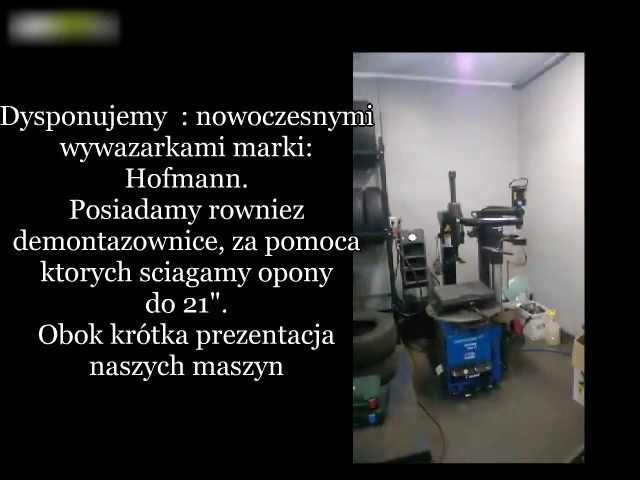 Dysponujemy  : nowoczesnymi
wywazarkami marki:
Hofmann.
Posiadamy rowniez
demontazownice, za pomoca
ktorych sciagamy opony
do 21".
Obok krótka prezentacja
naszych maszyn